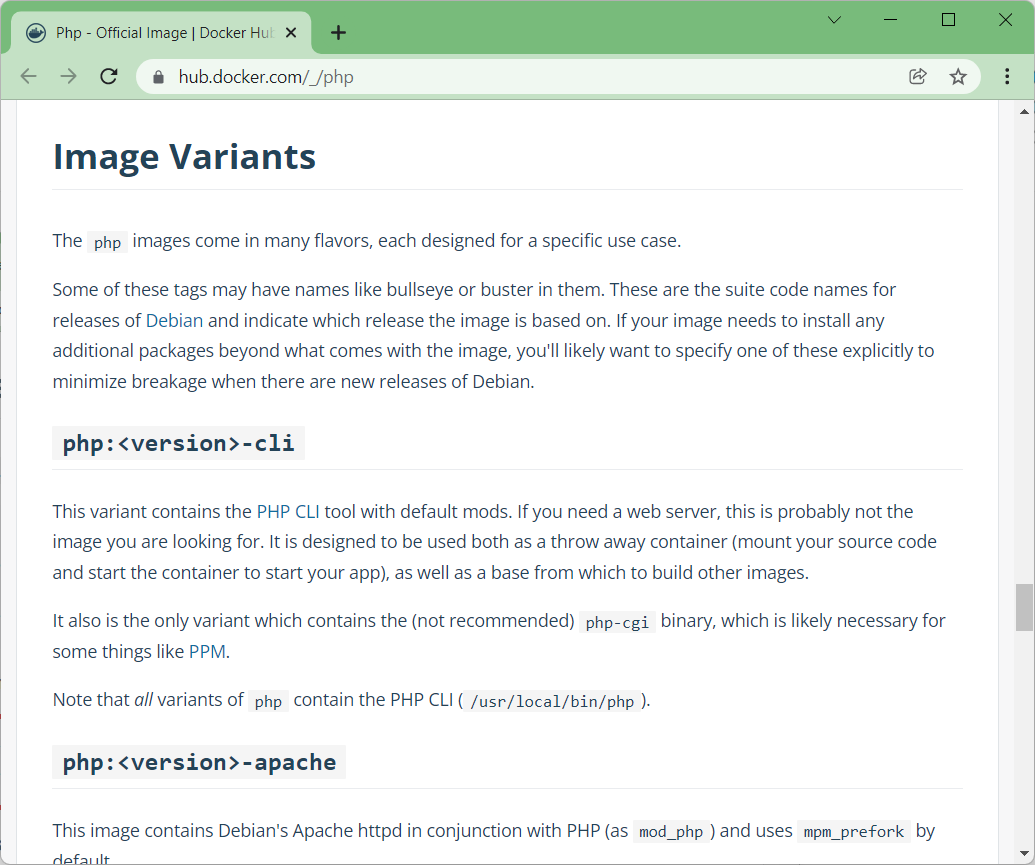 Php - Official Image | Docker Hub
hub.docker.com/_/php
Image Variants
The php images come in many flavors, each designed for a specific use case.
Some of these tags may have names like bullseye or buster in them. These are the suite code names for
releases of Debian and indicate which release the image is based on. If your image needs to install any
additional packages beyond what comes with the image, you'll likely want to specify one of these explicitly to
minimize breakage when there are new releases of Debian.
php:<version>-cli
This variant contains the PHP CLI tool with default mods. If you need a web server, this is probably not the
image you are looking for. It is designed to be used both as a throw away container (mount your source code
and start the container to start your app), as well as a base from which to build other images.
It also is the only variant which contains the (not recommended) php-cgi binary, which is likely necessary for
some things like PPM.
Note that all variants of php contain the PHP CLI ( /usr/local/bin/php ).
php:<version>-apache
This image contains Debian's Apache httpd in conjunction with PHP (as mod_php ) and uses mpm_prefork by
default